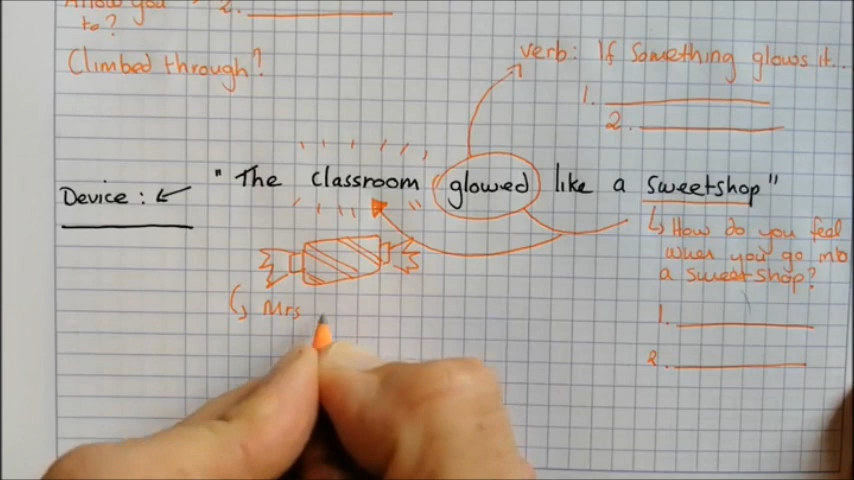 Allow you
to?
2.
Climbed through?
verb: If Something glows it...
1.
2.
Device:
"The classroom glowed like a sweetshop"
How do you feel
when you go into
a sweetshop?
1.
2.
Mrs